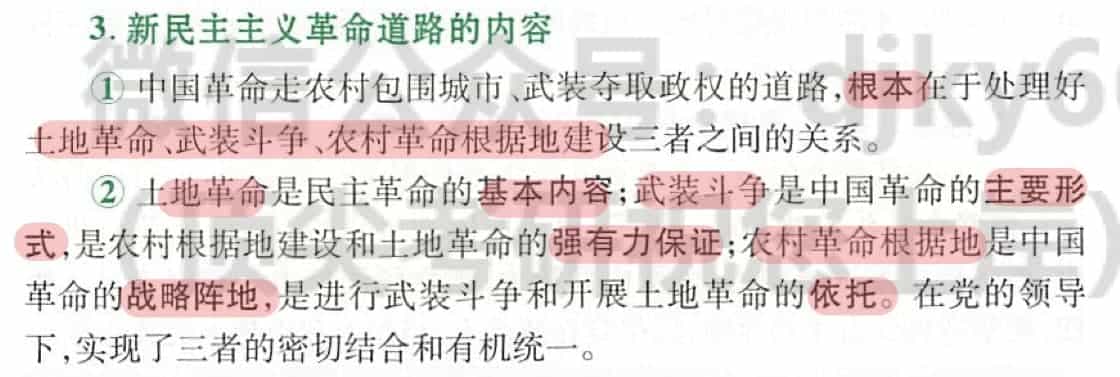 3. 新民主主义革命道路的内容
① 中国革命走农村包围城市、武装夺取政权的道路,根本在于处理好
土地革命、武装斗争、农村革命根据地建设三者之间的关系。
② 土地革命是民主革命的基本内容;武装斗争是中国革命的主要形
式,是农村根据地建设和土地革命的强有力保证;农村革命根据地是中国
革命的战略阵地,是进行武装斗争和开展土地革命的依托。在党的领导
下,实现了三者的密切结合和有机统一。
微信公众号:djky6